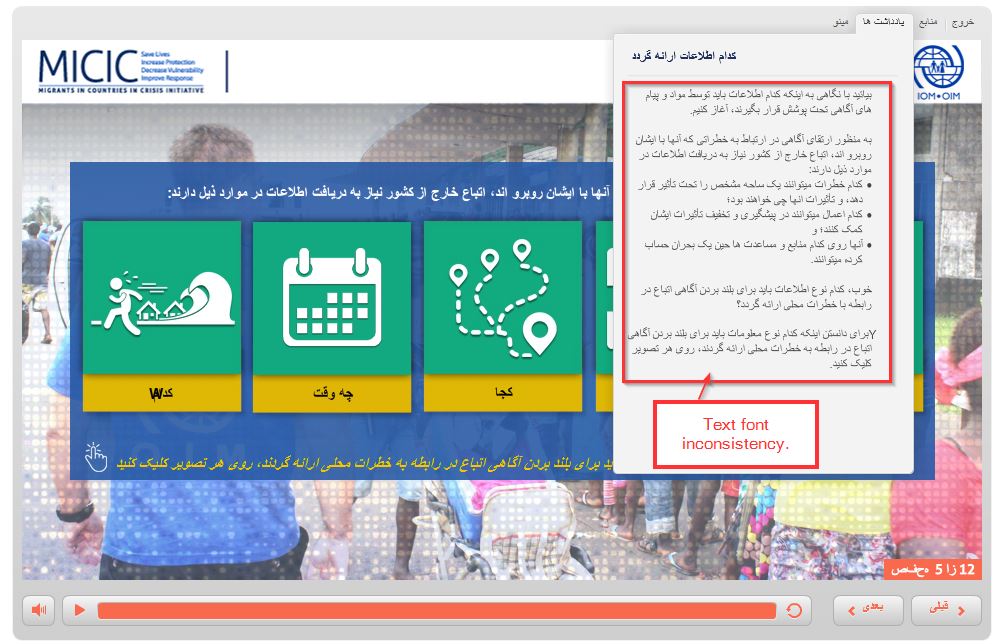 خروج
منابع
یادداشت ها
مینو
MICIC
Save Lives
Increase Protection
Decrease Vulnerability
Improve Response
MIGRANTS IN COUNTRIES IN CRISIS INITIATIVE
IOM•OIM
کدام اطلاعات ارائه گردد
بیائید با نگاهی به اینکه کدام اطلاعات باید توسط مواد و پیام
های آگاهی تحت پوشش قرار بگیرند، آغاز کنیم.
به منظور ارتقای آگاهی در ارتباط به خطراتی که آنها با ایشان
روبرو اند، اتباع خارج از کشور نیاز به دریافت اطلاعات در
موارد ذیل دارند:
• کدام خطرات میتوانند یک ساحه مشخص را تحت تأثیر قرار
دهد، و تأثیرات انها چی خواهند بود؛
• کدام اعمال میتوانند در پیشگیری و تخفیف تأثیرات ایشان
کمک کنند؛ و
• آنها روی کدام منابع و مساعدت ها حین یک بحران حساب
کرده میتوانند.
خوب، کدام نوع اطلاعات باید برای بلند بردن آگاهی اتباع در
رابطه با خطرات محلی ارائه گردد؟
Yبرای دانستن اینکه کدام نوع معلومات باید برای بلند بردن آگاهی
اتباع در رابطه به خطرات محلی ارائه گردند، روی هر تصویر
کلیک کنید.
Text font
inconsistency.
آنها با ایشان روبرو اند، اتباع خارج از کشور نیاز به دریافت اطلاعات در موارد ذیل دارند:
کجا
چه وقت
ید برای بلند بردن آگاهی اتباع در رابطه به خطرات محلی ارائه گردند، روی هر تصویر کلیک کنید
صفحه 5 از 12
قبلی
بعدی